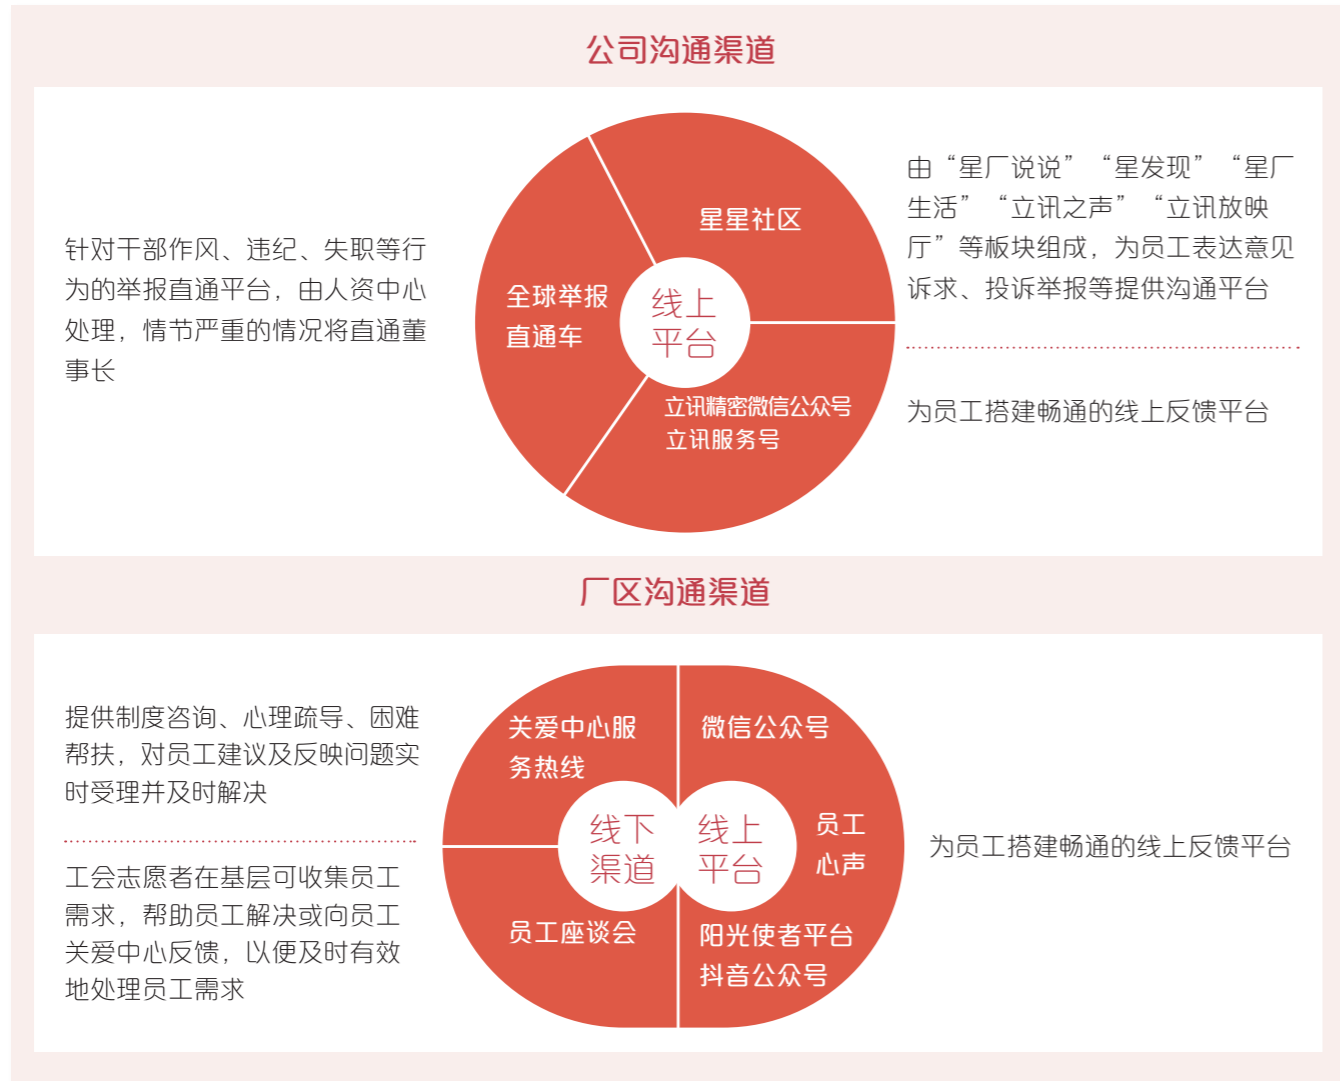 公司沟通渠道
针对干部作风、违纪、失职等行
为的举报直通平台，由人资中心
处理，情节严重的情况将直通董
事长
全球举报
直通车
线上
平台
星星社区
立讯精密微信公众号
立讯服务号
由“星厂说说”“星发现”“星厂
生活”“立讯之声”“立讯放映
厅”等板块组成，为员工表达意见
诉求、投诉举报等提供沟通平台
为员工搭建畅通的线上反馈平台
厂区沟通渠道
提供制度咨询、心理疏导、困难
帮扶，对员工建议及反映问题实
时受理并及时解决
工会志愿者在基层可收集员工
需求，帮助员工解决或向员工
关爱中心反馈，以便及时有效
地处理员工需求
关爱中心服
务热线
线下
渠道
员工座谈会
微信公众号
线上
平台
员工
心声
阳光使者平台
抖音公众号
为员工搭建畅通的线上反馈平台